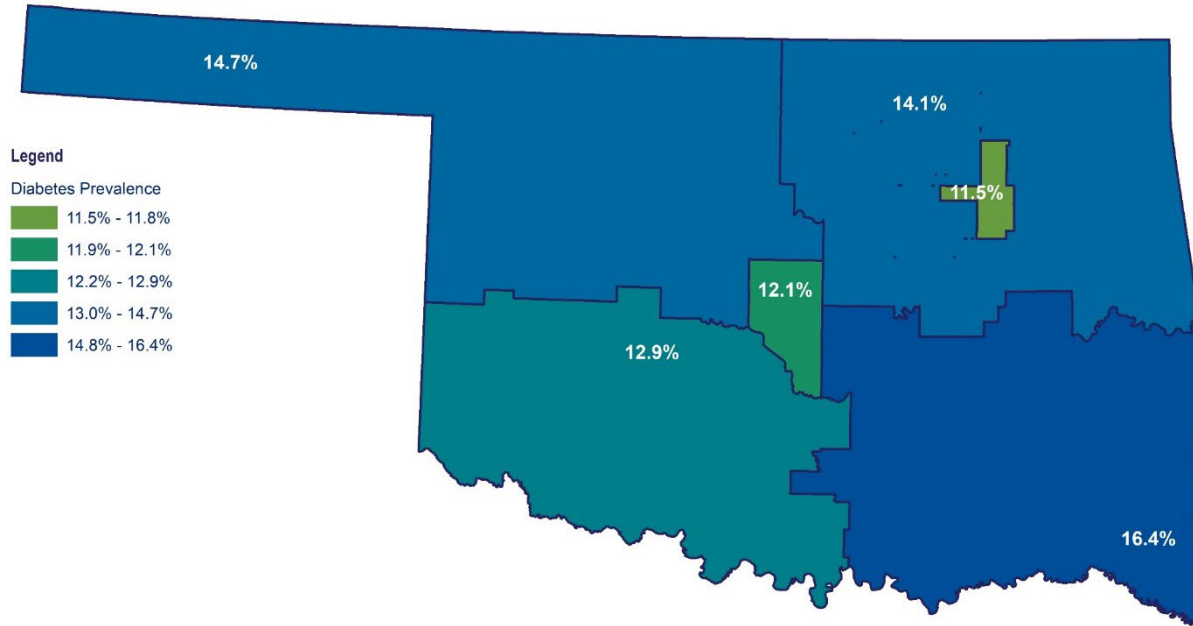 14.7%
14.1%
Legend
Diabetes Prevalence
11.5% - 11.8%
11.9% - 12.1%
12.2% - 12.9%
13.0% - 14.7%
14.8% - 16.4%
11.5%
12.1%
12.9%
16.4%